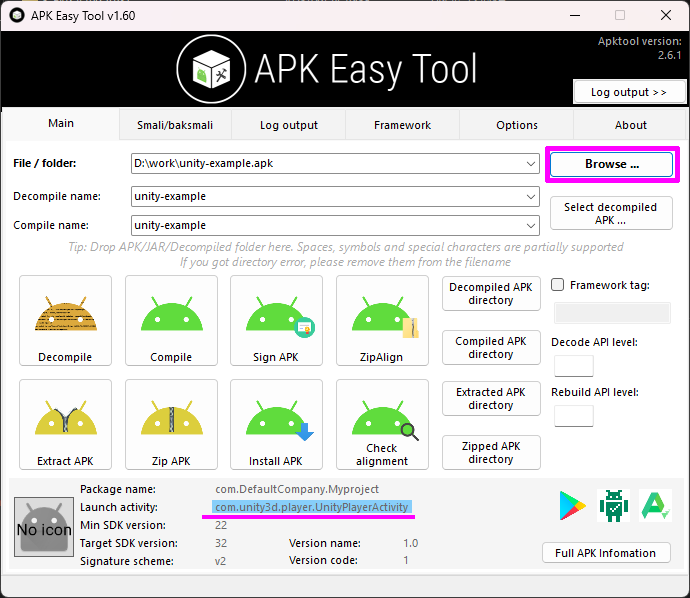 APK Easy Tool v1.60
Apktool version:
2.6.1
APK Easy Tool
Log output >>
Main
Smali/baksmali
Log output
Framework
Options
About
File / folder:
D:\work\unity-example.apk
Browse ...
Decompile name:
unity-example
Select decompiled
APK ...
Compile name:
unity-example
Tip: Drop APK/JAR/Decompiled folder here. Spaces, symbols and special characters are partially supported
If you got directory error, please remove them from the filename
Decompile
Compile
Sign APK
ZipAlign
Decompiled APK
directory
Framework tag:
Compiled APK
directory
Decode API level:
Extract APK
Zip APK
Install APK
Check
alignment
Extracted APK
directory
Rebuild API level:
Zipped APK
directory
No icon
Package name:
com.DefaultCompany.Myproject
Launch activity:
com.unity3d.player.UnityPlayerActivity
Min SDK version:
22
Target SDK version:
32
Version name:
1.0
Signature scheme:
v2
Version code:
1
Full APK Infomation